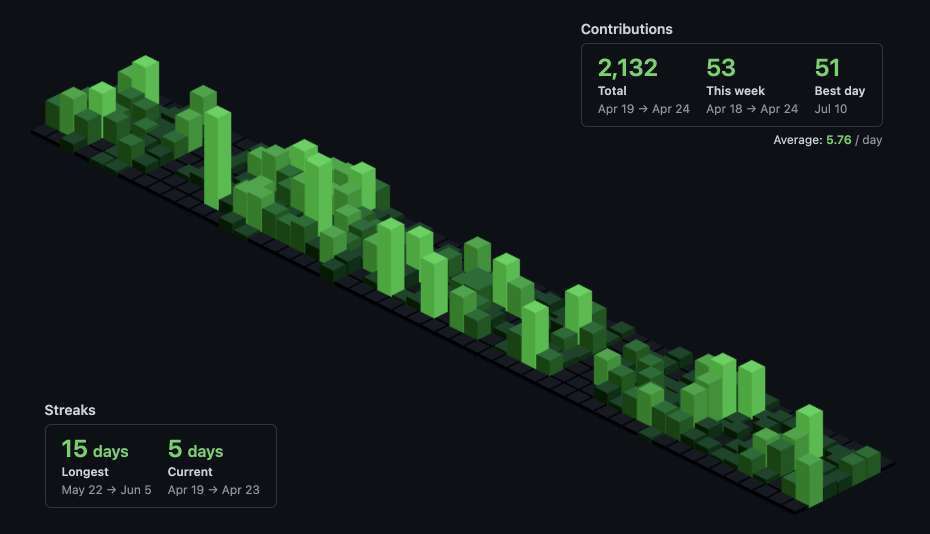 Contributions
2,132 53 51
Total This week Best day
Apr 19 → Apr 24 Apr 18 → Apr 24 Jul 10
Average: 5.76 / day
Streaks
15 days 5 days
Longest Current
May 22 → Jun 5 Apr 19 → Apr 23